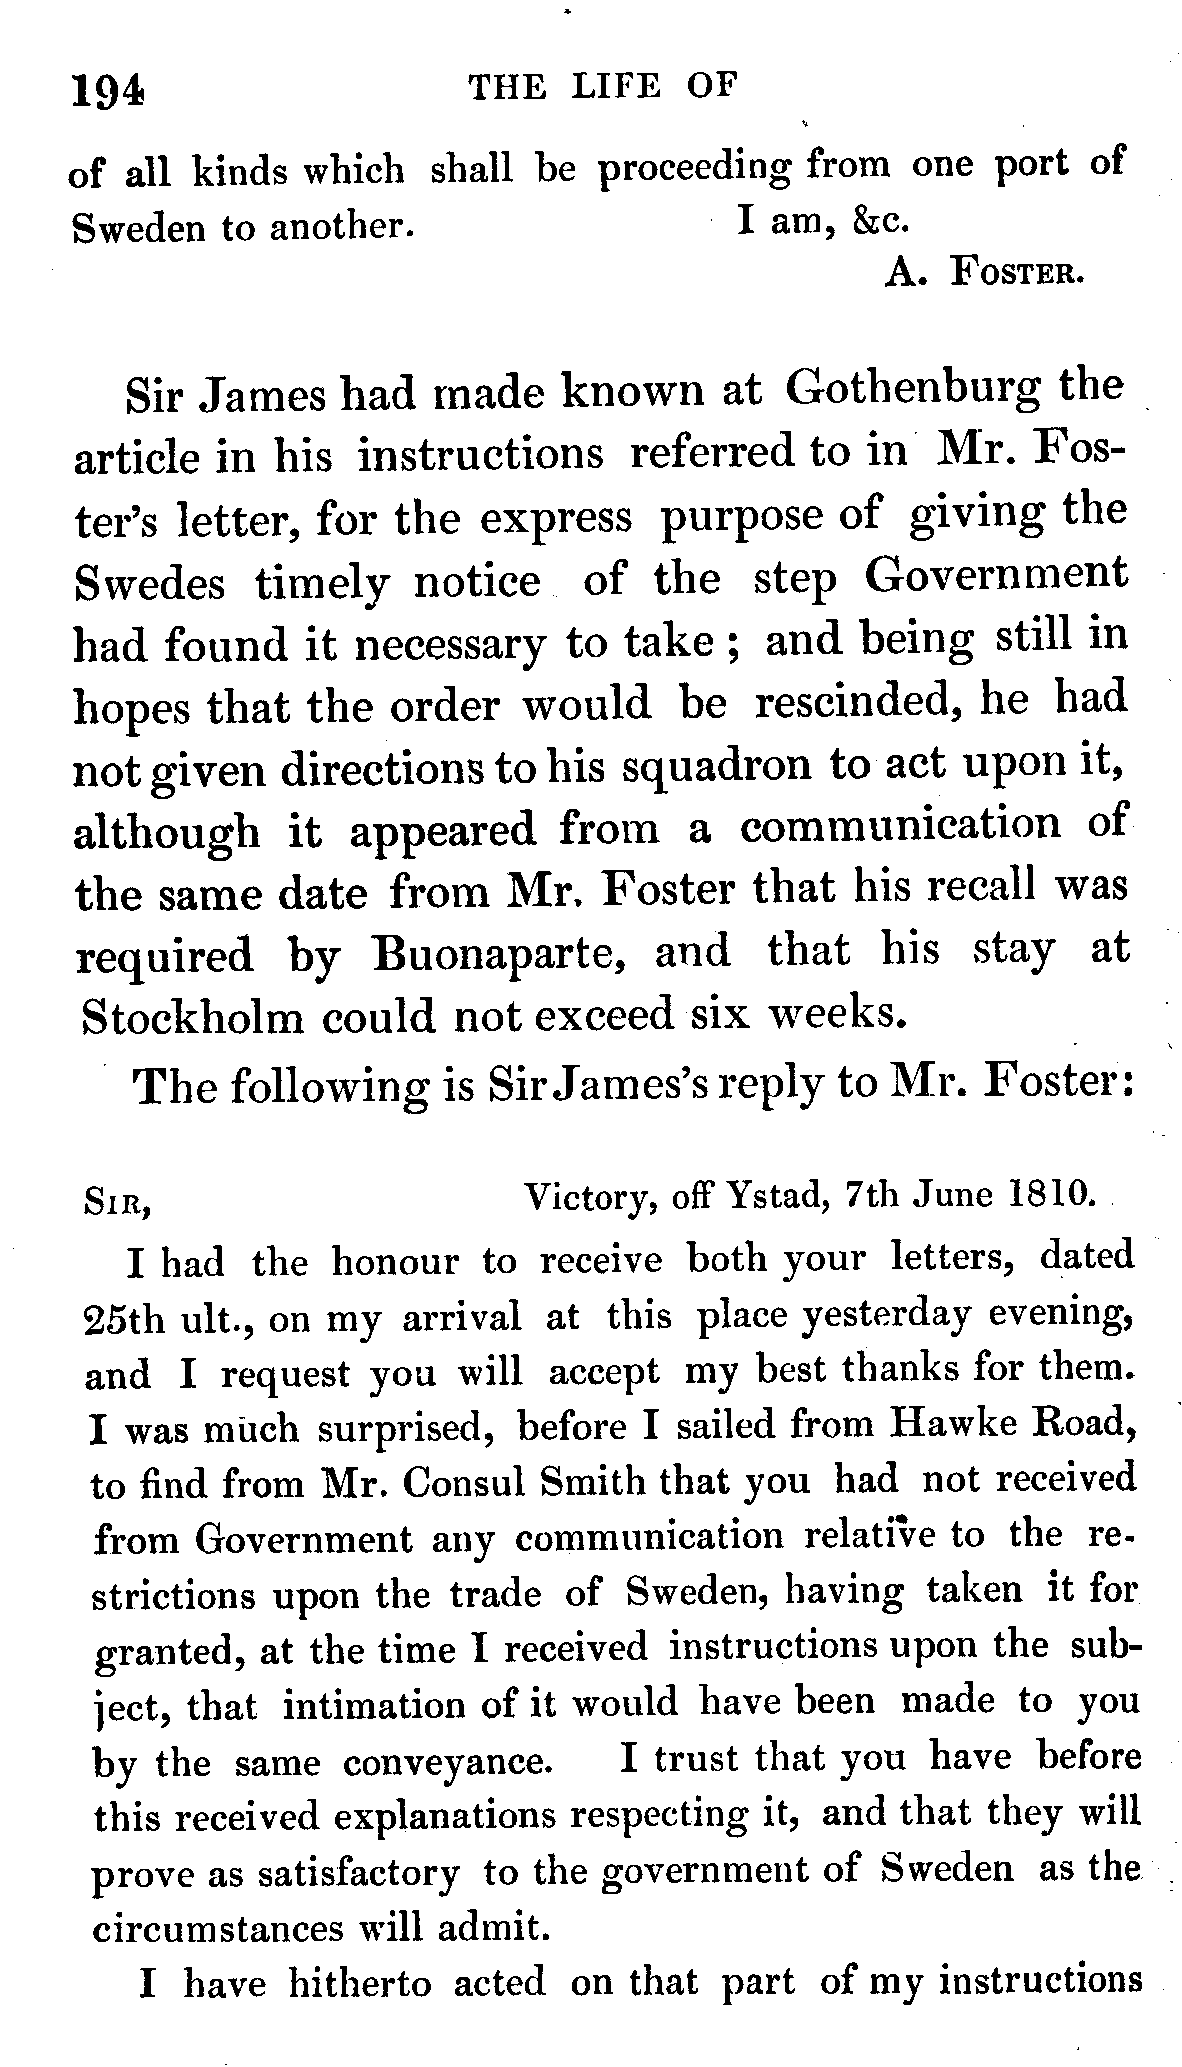 194 THE LIFE OF
of all kinds which shall be proceeding from one port of
Sweden to another. I am, &c.
A. FOSTER.
Sir James had made known at Gothenburg the
article in his instructions referred to in Mr. Fos-
ter's letter, for the express purpose of giving the
Swedes timely notice of the step Government
had found it necessary to take ; and being still in
hopes that the order would be rescinded, he had
not given directions to his squadron to act upon it,
although it appeared from a communication of
the same date from Mr. Foster that his recall was
required by Buonaparte, and that his stay at
Stockholm could not exceed six weeks.
The following is Sir James's reply to Mr. Foster:
SIR, Victory, off Ystad, 7th June 1810.
I had the honour to receive both your letters, dated
25th ult., on my arrival at this place yesterday evening,
and I request you will accept my best thanks for them.
I was much surprised, before I sailed from Hawke Road,
to find from Mr. Consul Smith that you had not received
from Government any communication relative to the re-
strictions upon the trade of Sweden, having taken it for
granted, at the time I received instructions upon the sub-
ject, that intimation of it would have been made to you
by the same conveyance. I trust that you have before
this received explanations respecting it, and that they will
prove as satisfactory to the government of Sweden as the
circumstances will admit.
I have hitherto acted on that part of my instructions